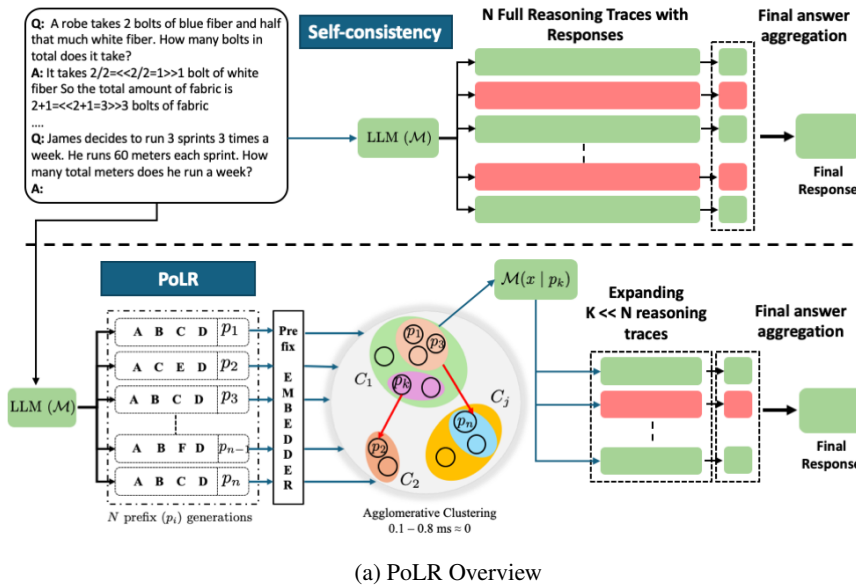 Q: A robe takes 2 bolts of blue fiber and half
that much white fiber. How many bolts in
total does it take?
A: It takes 2/2=<<2/2=1>>1 bolt of white
fiber So the total amount of fabric is
2+1=<<2+1=3>>3 bolts of fabric
....
Q: James decides to run 3 sprints 3 times a
week. He runs 60 meters each sprint. How
many total meters does he run a week?
A:
Self-consistency
N Full Reasoning Traces with
Responses
Final answer
aggregation
LLM (M)
Final
Response
PoLR
LLM (M)
A B C D p1
A C E D p2
A B C D p3
A B F D pn−1
A B C D pn
N prefix (pi) generations
Pre
fix
E
M
B
E
D
D
E
R
p1
p3
C1
pk
Cj
pn
p2
C2
Agglomerative Clustering
0.1 – 0.8 ms ≈ 0
M(x | pk)
Expanding
K << N reasoning
traces
Final answer
aggregation
Final
Response
(a) PoLR Overview